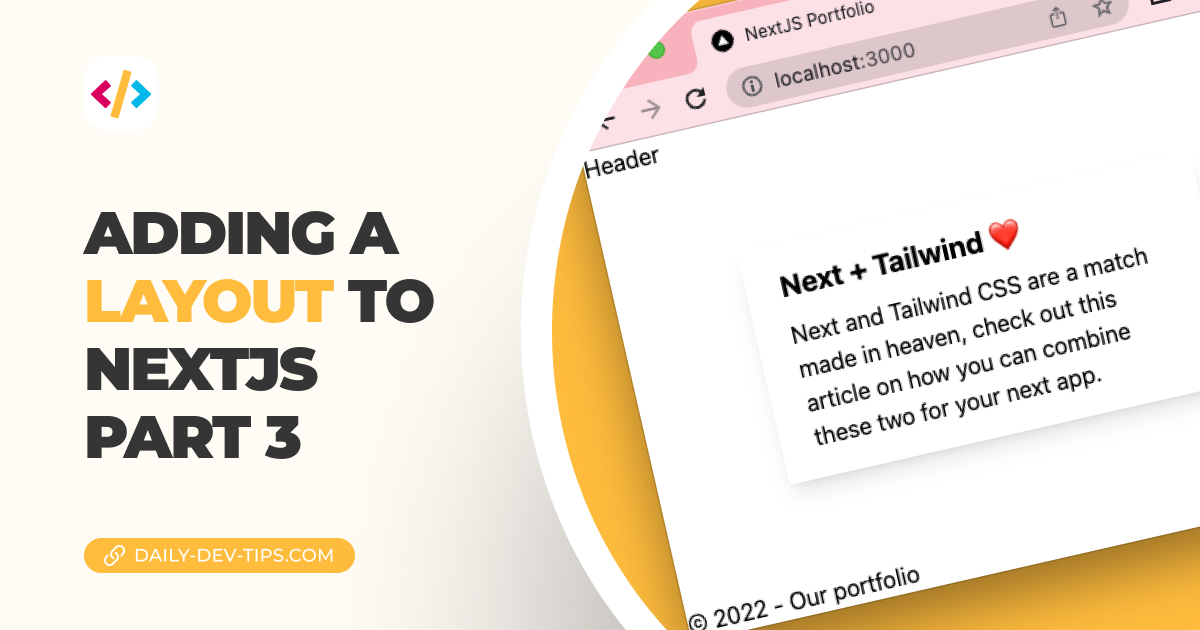 ADDING A
LAYOUT TO
NEXTJS
PART 3
DAILY-DEV-TIPS.COM
NextJS Portfolio
localhost:3000
Header
Next + Tailwind ❤️
Next and Tailwind CSS are a match
made in heaven, check out this
article on how you can combine
these two for your next app.
© 2022 - Our portfolio